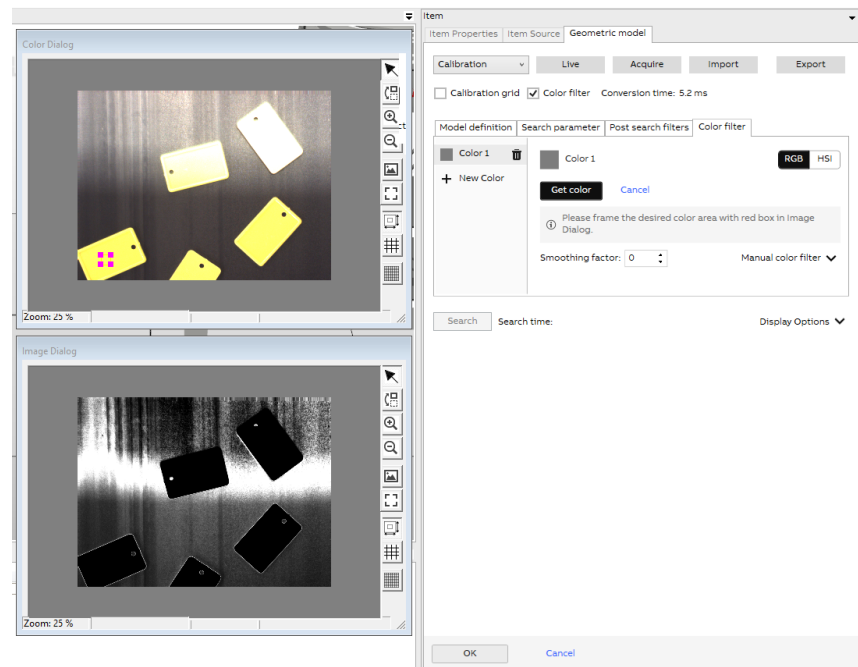 Color Dialog
Zoom: 25 %
Image Dialog
Zoom: 25 %
Item
Item Properties Item Source Geometric model
Calibration Live Acquire Import Export
Calibration grid Color filter Conversion time: 5.2 ms
Model definition Search parameter Post search filters Color filter
Color 1 Color 1 RGB HSI
+ New Color
Get color Cancel
Please frame the desired color area with red box in Image
Dialog.
Smoothing factor: 0 Manual color filter
Search Search time: Display Options
OK Cancel